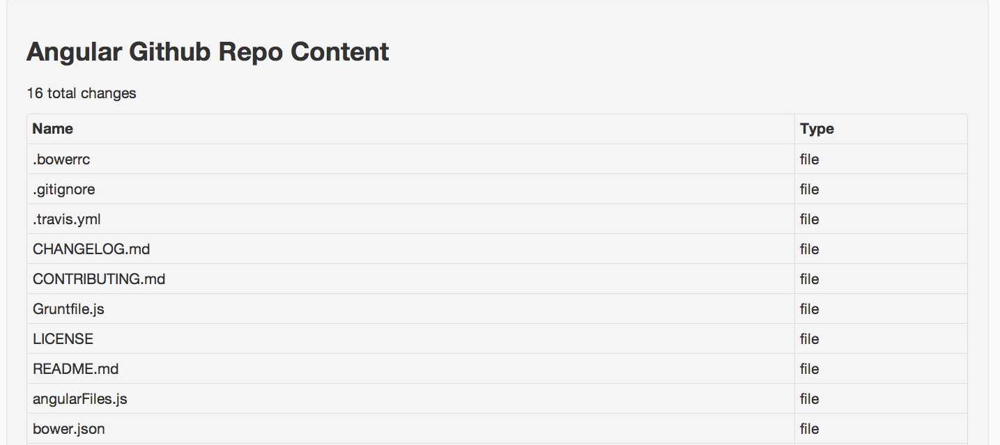 Angular Github Repo Content
16 total changes
Name Type
.bowerrc file
.gitignore file
.travis.yml file
CHANGELOG.md file
CONTRIBUTING.md file
Gruntfile.js file
LICENSE file
README.md file
angularFiles.js file
bower.json file